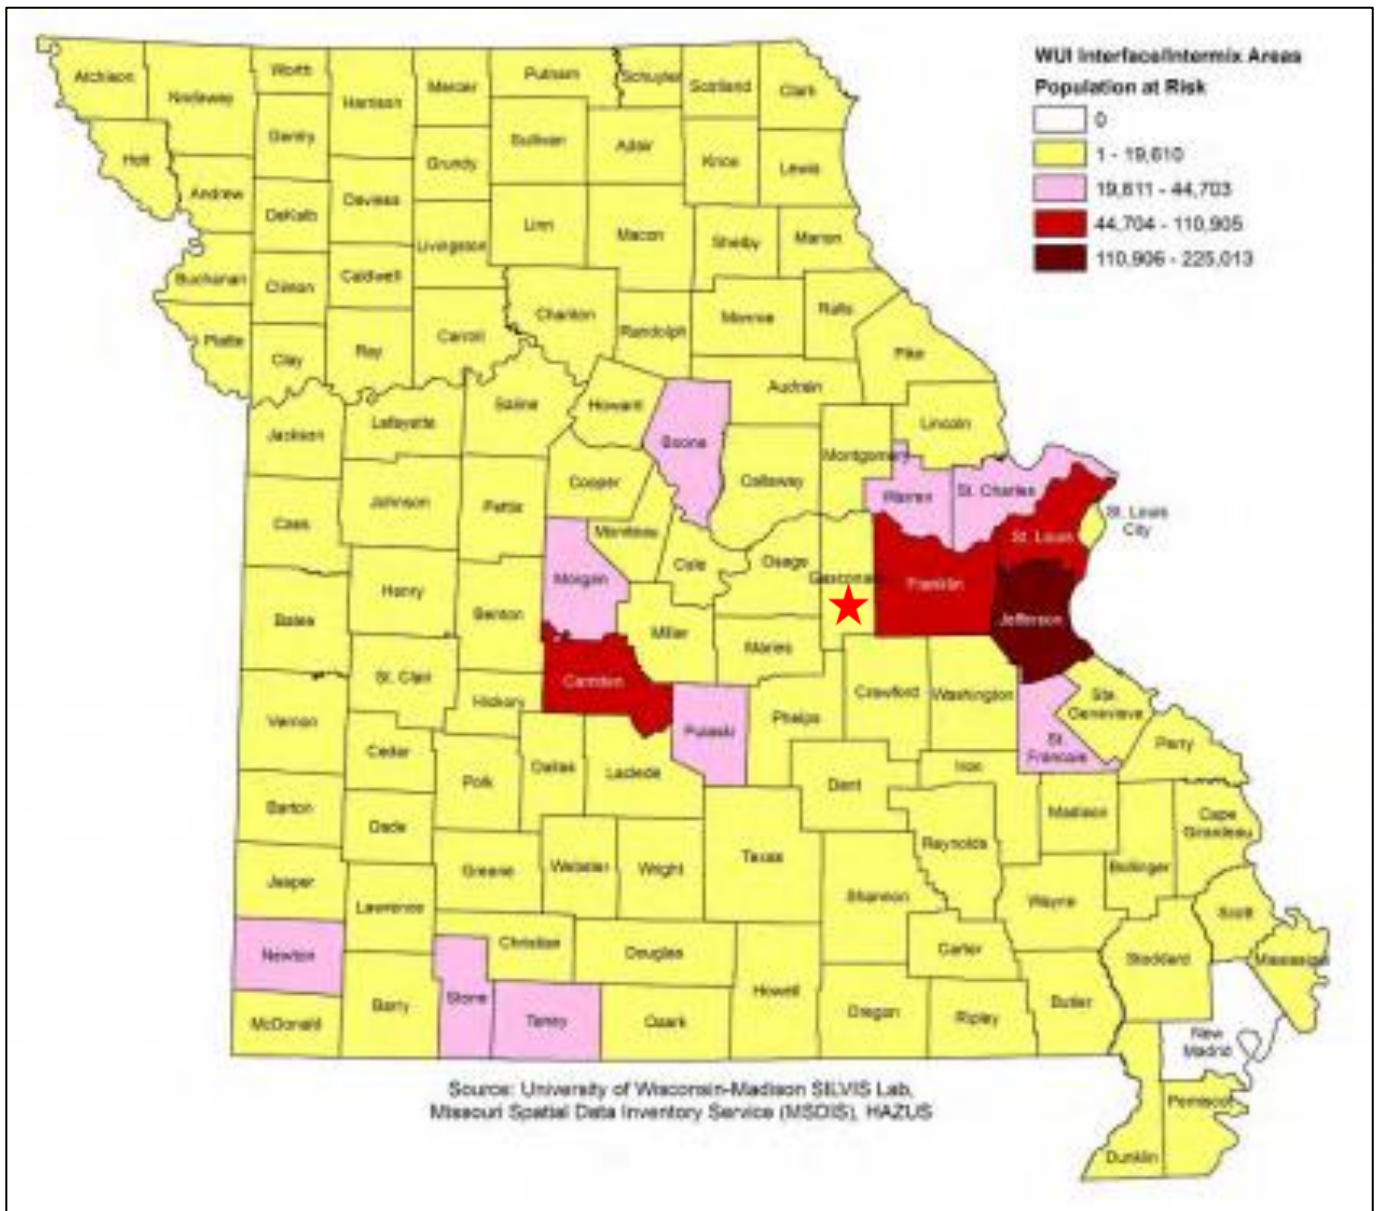 WUI Interface/Intermix Areas
Population at Risk
0
1 - 19,610
19,611 - 44,703
44,704 - 110,905
110,906 - 225,013
Atchison
Nodaway
Worth
Harrison
Mercer
Putnam
Schuyler
Scotland
Clark
Holt
Gentry
Sullivan
Adair
Knox
Lewis
Andrew
Grundy
DeKalb
Daviess
Linn
Macon
Shelby
Marion
Livingston
Buchanan
Clinton
Caldwell
Chariton
Randolph
Monroe
Ralls
Platte
Clay
Ray
Carroll
Pike
Audrain
Saline
Howard
Lincoln
Jackson
Lafayette
Boone
Montgomery
Cooper
Callaway
Warren
St. Charles
Johnson
Pettis
St. Louis
City
Cass
Moniteau
St. Louis
Cole
Osage
Morgan
Gasconade
Franklin
Henry
Benton
Bates
Jefferson
Miller
Maries
St. Clair
Camden
Crawford
Washington
Ste.
Genevieve
Hickory
Vernon
Phelps
Pulaski
Perry
St.
Francois
Cedar
Dallas
Laclede
Iron
Polk
Dent
Barton
Madison
Cape
Girardeau
Dade
Reynolds
Texas
Webster
Wright
Greene
Bollinger
Jasper
Shannon
Wayne
Lawrence
Scott
Christian
Douglas
Carter
Newton
Stoddard
Mississippi
Howell
Stone
Barry
Butler
Oregon
Ripley
McDonald
Taney
Ozark
New
Madrid
Pemiscot
Dunklin
Source: University of Wisconsin-Madison SILVIS Lab,
Missouri Spatial Data Inventory Service (MSDIS), HAZUS